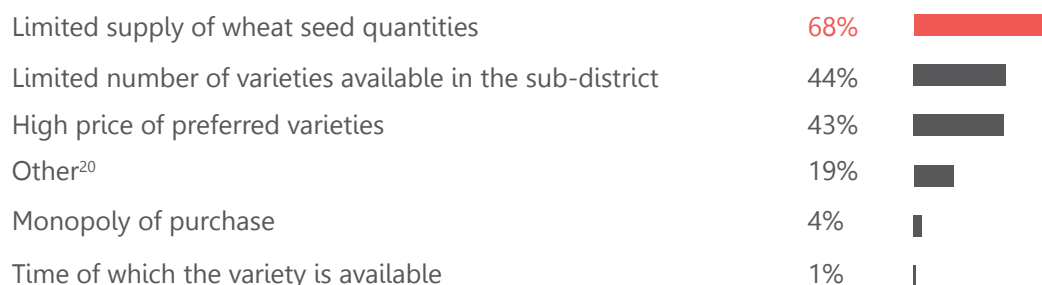 Limited supply of wheat seed quantities 68%
Limited number of varieties available in the sub-district 44%
High price of preferred varieties 43%
Other20 19%
Monopoly of purchase 4%
Time of which the variety is available 1%